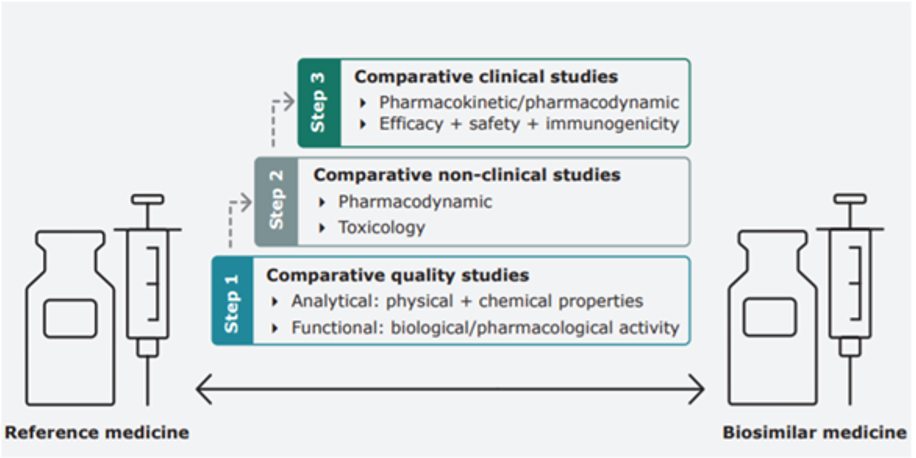 Step 3
Comparative clinical studies
Pharmacokinetic/pharmacodynamic
Efficacy + safety + immunogenicity
Step 2
Comparative non-clinical studies
Pharmacodynamic
Toxicology
Step 1
Comparative quality studies
Analytical: physical + chemical properties
Functional: biological/pharmacological activity
Reference medicine
Biosimilar medicine